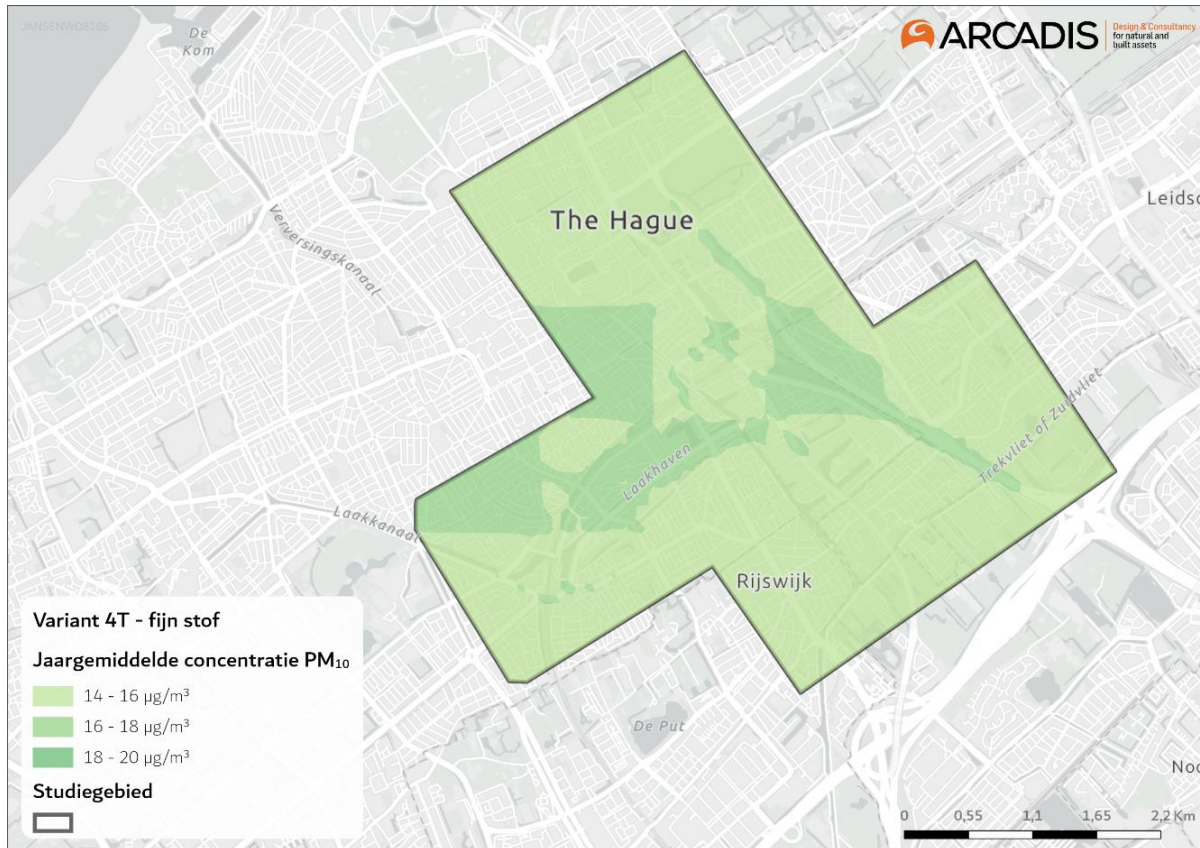 JANSENWD8186
De
Kom
ARCADIS
Design & Consultancy
for natural and
built assets
Leidsc
The Hague
Verversingskanaal
Trekvliet of Zuidvliet
Laakhaven
Laakkanaal
Rijswijk
De Put
Noo
Variant 4T - fijn stof
Jaargemiddelde concentratie PM₁₀
14 - 16 µg/m³
16 - 18 µg/m³
18 - 20 µg/m³
Studiegebied
0 0,55 1,1 1,65 2,2 Km